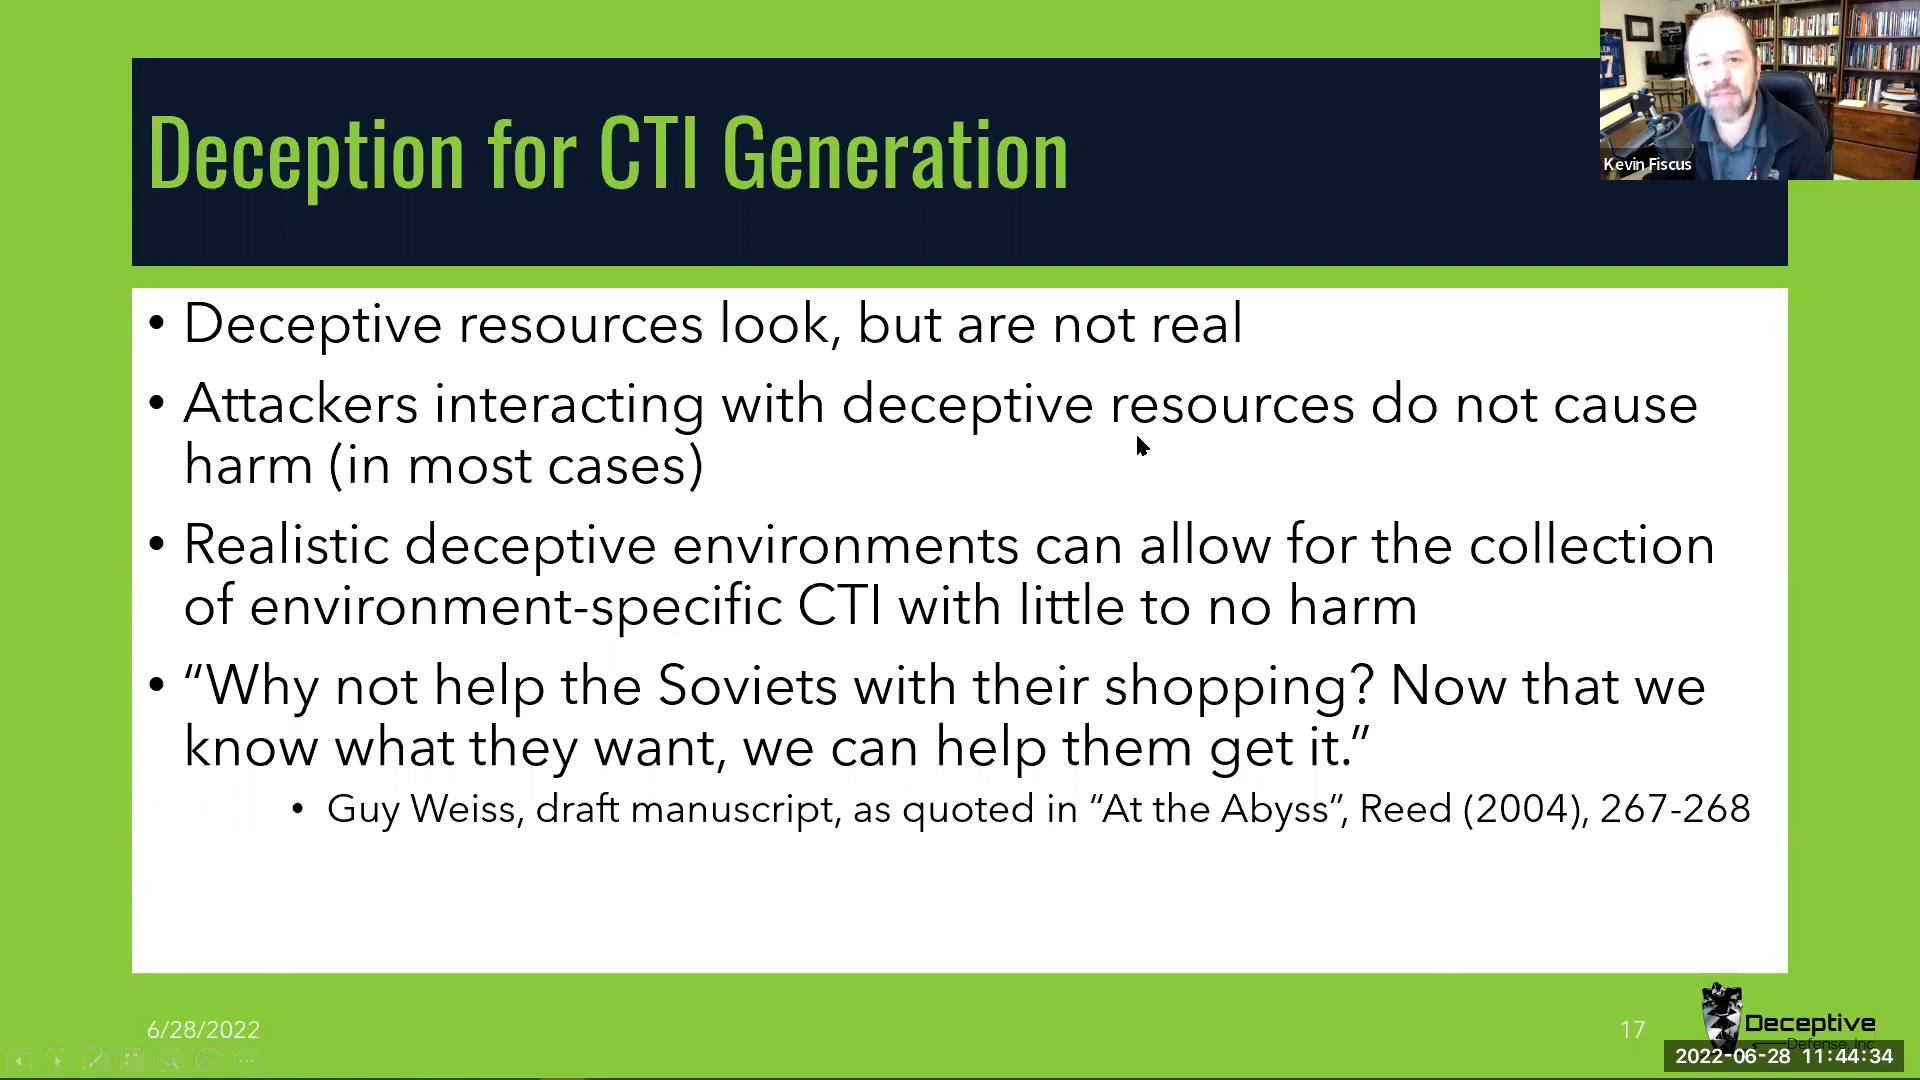 Deception for CTI Generation
LEN
7
Kevin Fiscus
• Deceptive resources look, but are not real
• Attackers interacting with deceptive resources do not cause
harm (in most cases)
• Realistic deceptive environments can allow for the collection
of environment-specific CTI with little to no harm
• “Why not help the Soviets with their shopping? Now that we
know what they want, we can help them get it.”
• Guy Weiss, draft manuscript, as quoted in “At the Abyss”, Reed (2004), 267-268
6/28/2022
17
Deceptive
Defense, Inc
2022-06-28 11:44:34